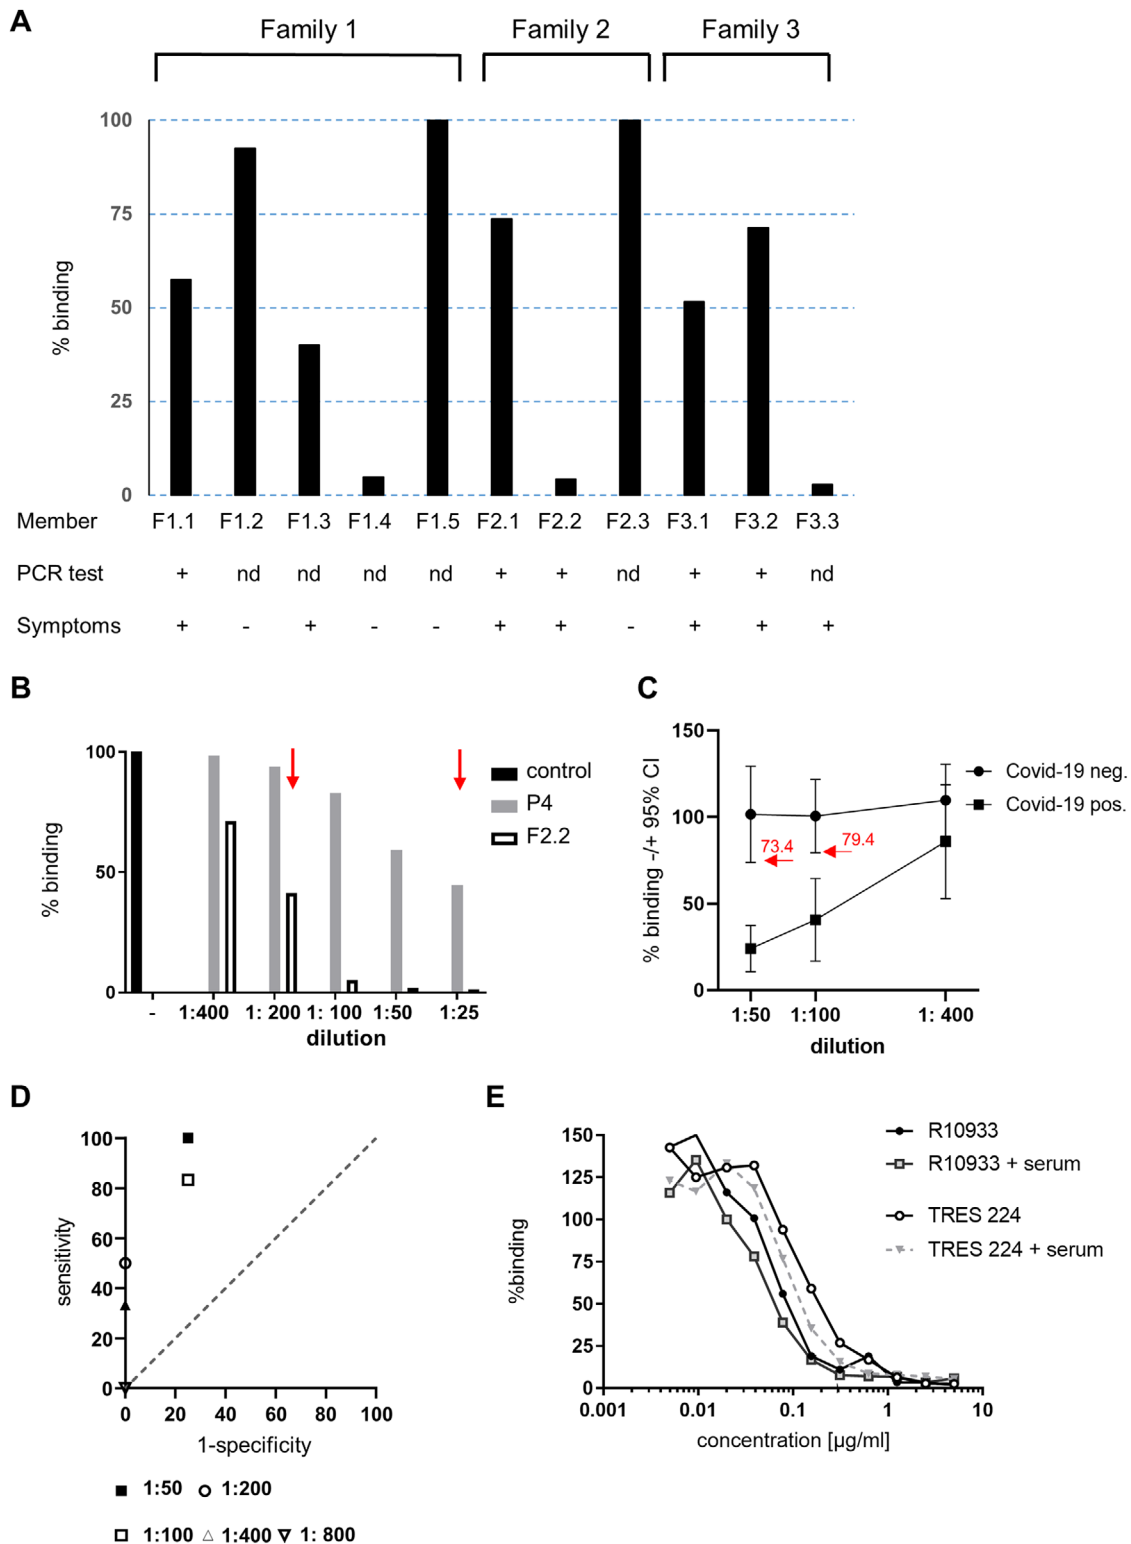 A
Family 1 Family 2 Family 3
100
75
50
25
0
% binding
Member F1.1 F1.2 F1.3 F1.4 F1.5 F2.1 F2.2 F2.3 F3.1 F3.2 F3.3
PCR test + nd nd nd nd + + nd + + nd
Symptoms + - + - - + + - + + +
B
100
50
0
% binding
control
P4
F2.2
- 1:400 1: 200 1: 100 1:50 1:25
dilution
C
150
100
50
0
% binding -/+ 95% CI
73.4 79.4
Covid-19 neg.
Covid-19 pos.
1:50 1:100 1: 400
dilution
D
100
80
60
40
20
0
sensitivity
0 20 40 60 80 100
1-specificity
1:50 1:200
1:100 1:400 1: 800
E
150
125
100
75
50
25
0
%binding
R10933
R10933 + serum
TRES 224
TRES 224 + serum
0.001 0.01 0.1 1 10
concentration [µg/ml]